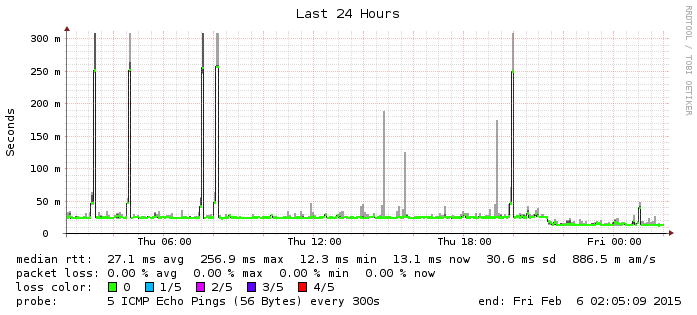 Last 24 Hours
RRDTOOL / TOBI OETIKER
Seconds
300 m
250 m
200 m
150 m
100 m
50 m
0
Thu 06:00 Thu 12:00 Thu 18:00 Fri 00:00
median rtt: 27.1 ms avg 256.9 ms max 12.3 ms min 13.1 ms now 30.6 ms sd 886.5 m am/s
packet loss: 0.00 % avg 0.00 % max 0.00 % min 0.00 % now
loss color: 0 1/5 2/5 3/5 4/5
probe: 5 ICMP Echo Pings (56 Bytes) every 300s end: Fri Feb 6 02:05:09 2015